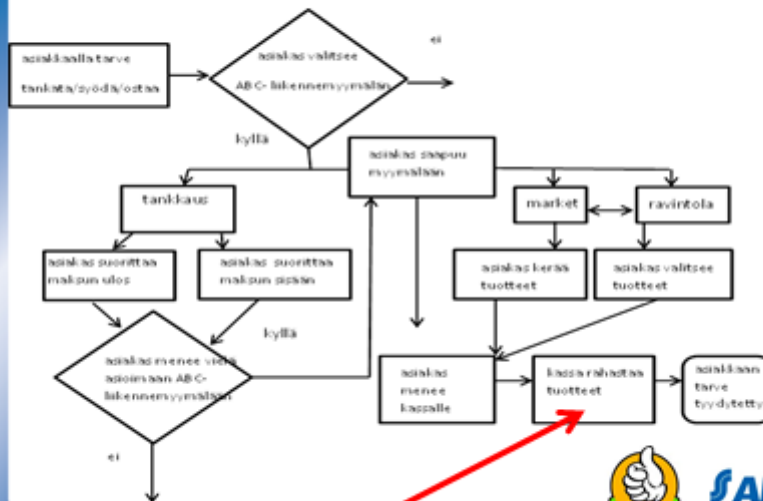 asiakkaalla tarve
tankata/syödä/ostaa
asiakas valitsee
ABC- liikennemyymälän
ei
kyllä
asiakas saapuu
myymälään
tankkaus
market
ravintola
asiakas suorittaa
maksun ulos
asiakas suorittaa
maksun sisään
asiakas kerää
tuotteet
asiakas valitsee
tuotteet
kyllä
asiakas menee vielä
asioimaan ABC-
liikennemyymälään
asiakas
menee
kassalle
kassa rahastaa
tuotteet
asiakkaan
tarve
tyydytetty
ei